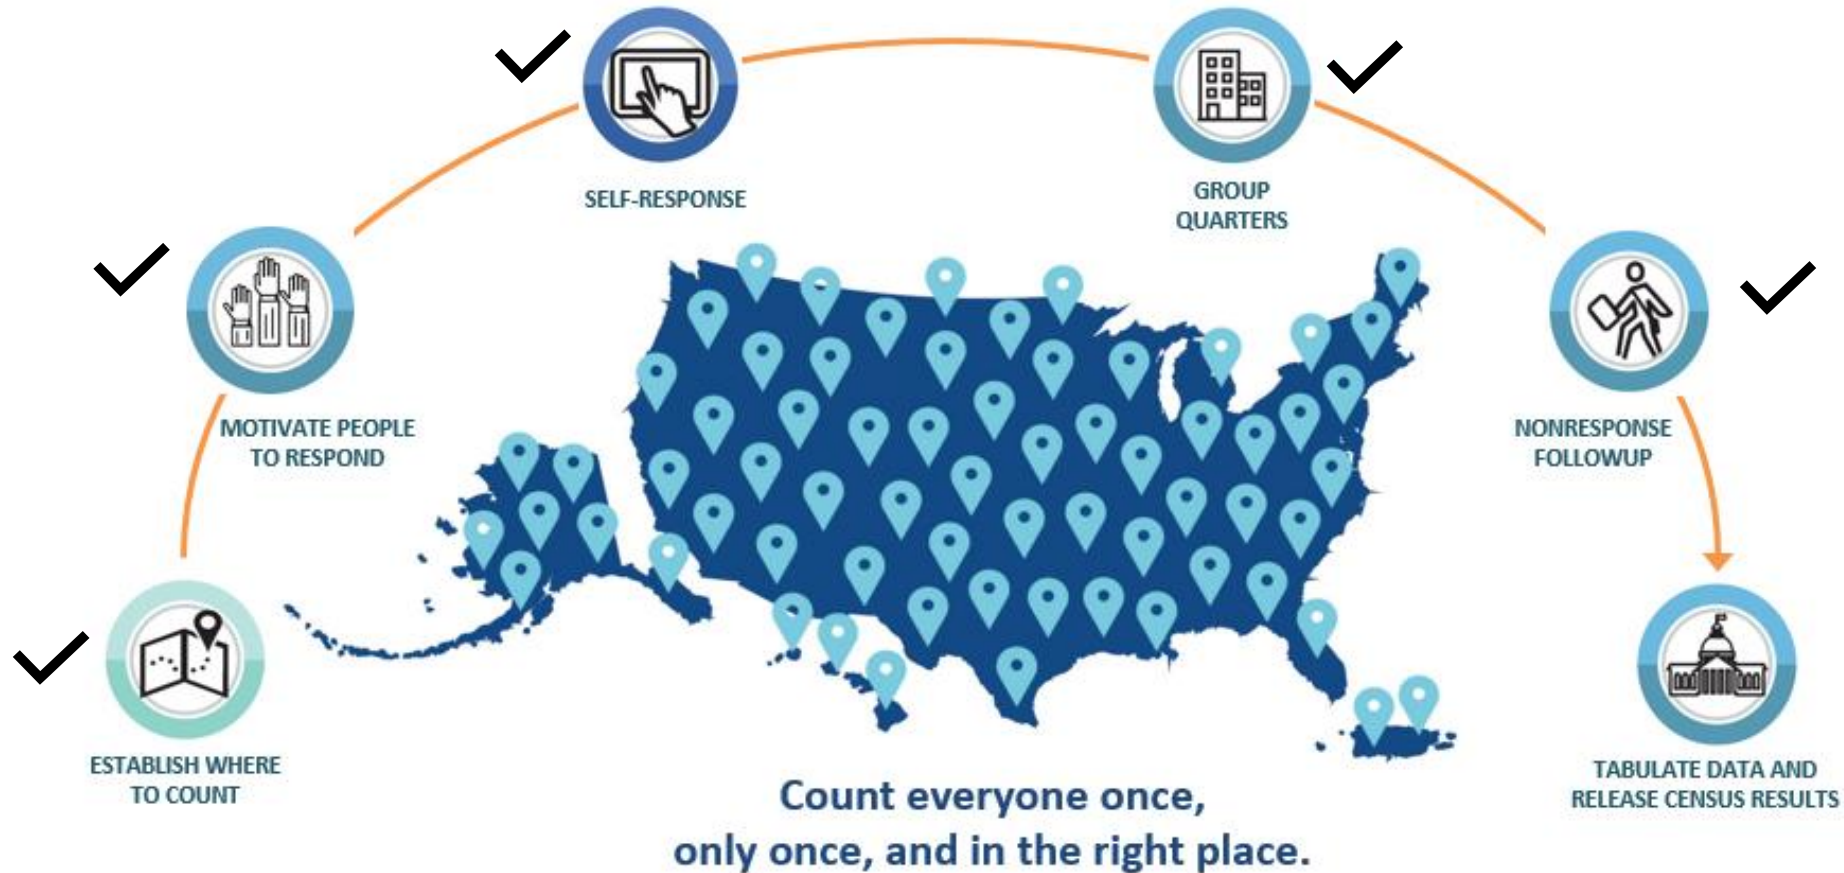 SELF-RESPONSE
GROUP
QUARTERS
MOTIVATE PEOPLE
TO RESPOND
NONRESPONSE
FOLLOWUP
ESTABLISH WHERE
TO COUNT
TABULATE DATA AND
RELEASE CENSUS RESULTS
Count everyone once,
only once, and in the right place.